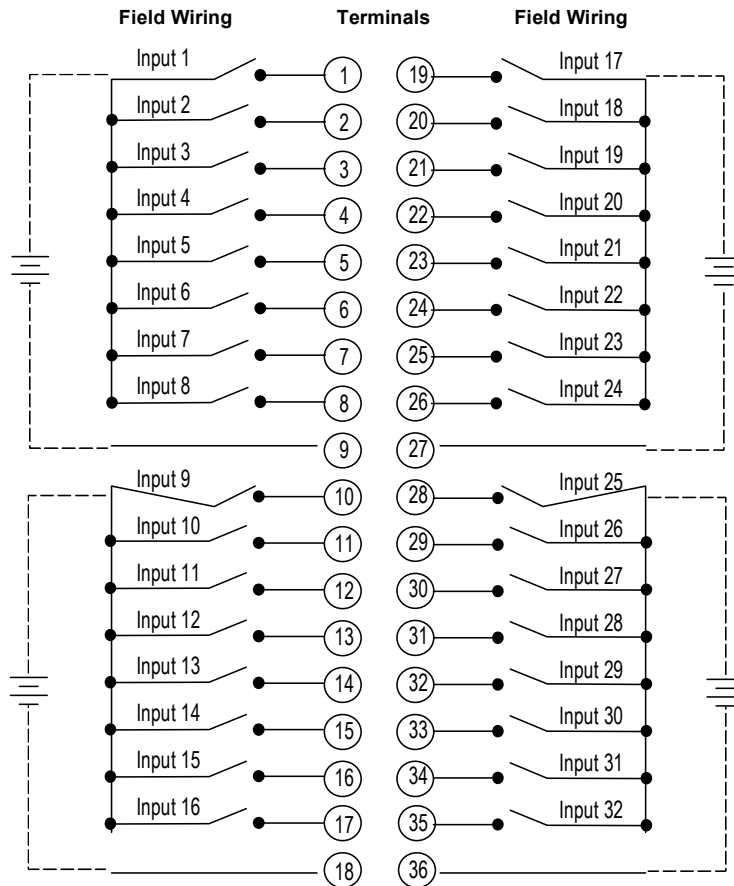 Field Wiring Terminals Field Wiring
Input 1 1 19 Input 17
Input 2 2 20 Input 18
Input 3 3 21 Input 19
Input 4 4 22 Input 20
Input 5 5 23 Input 21
Input 6 6 24 Input 22
Input 7 7 25 Input 23
Input 8 8 26 Input 24
9 27
Input 9 10 28 Input 25
Input 10 11 29 Input 26
Input 11 12 30 Input 27
Input 12 13 31 Input 28
Input 13 14 32 Input 29
Input 14 15 33 Input 30
Input 15 16 34 Input 31
Input 16 17 35 Input 32
18 36